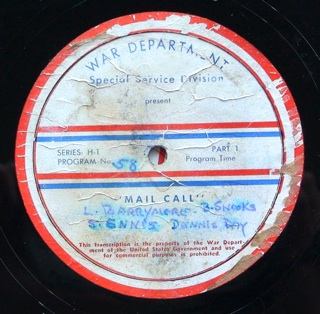 WAR DEPARTMENT
Special Service Division
present
SERIES: H-1
PROGRAM No. 58
PART 1
Program Time
"MAIL CALL"
L. BARRYMORE B. SNOOKS
S. ENNIS DENNIS DAY
This transcription is the property of the War Depart-
ment of the United States Government and use
for commercial purposes is prohibited.